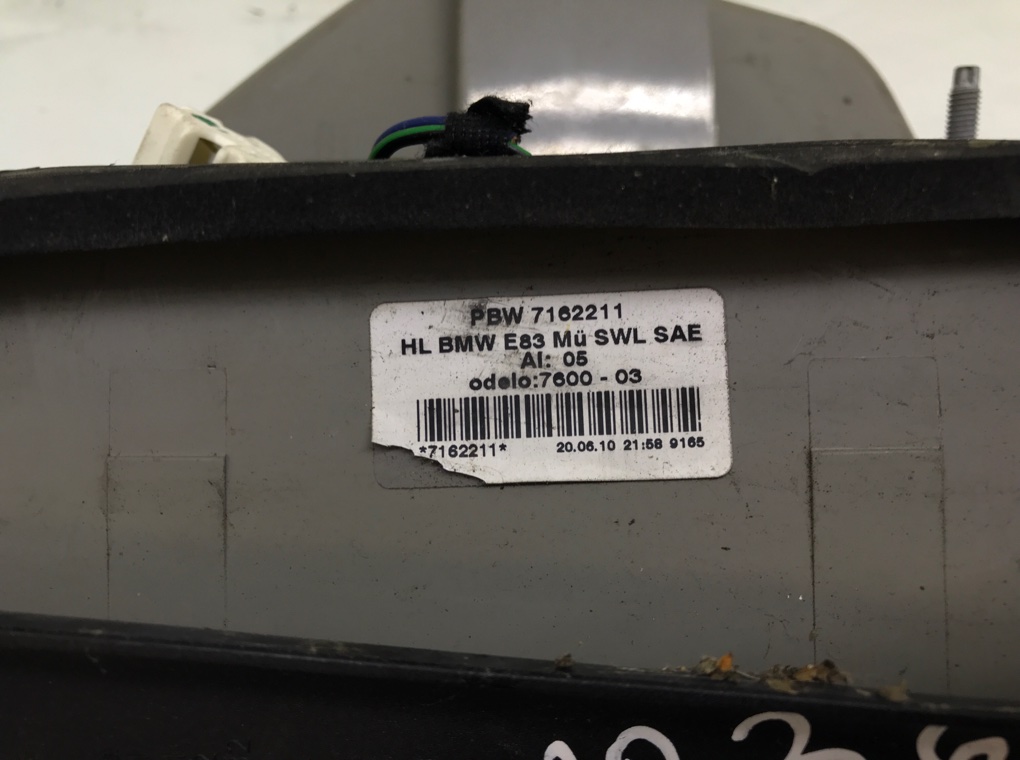 PBW 7162211
HL BMW E83 Mü SWL SAE
AI: 05
odelo:7600 - 03
*7162211* 20.06.10 21:58 9165